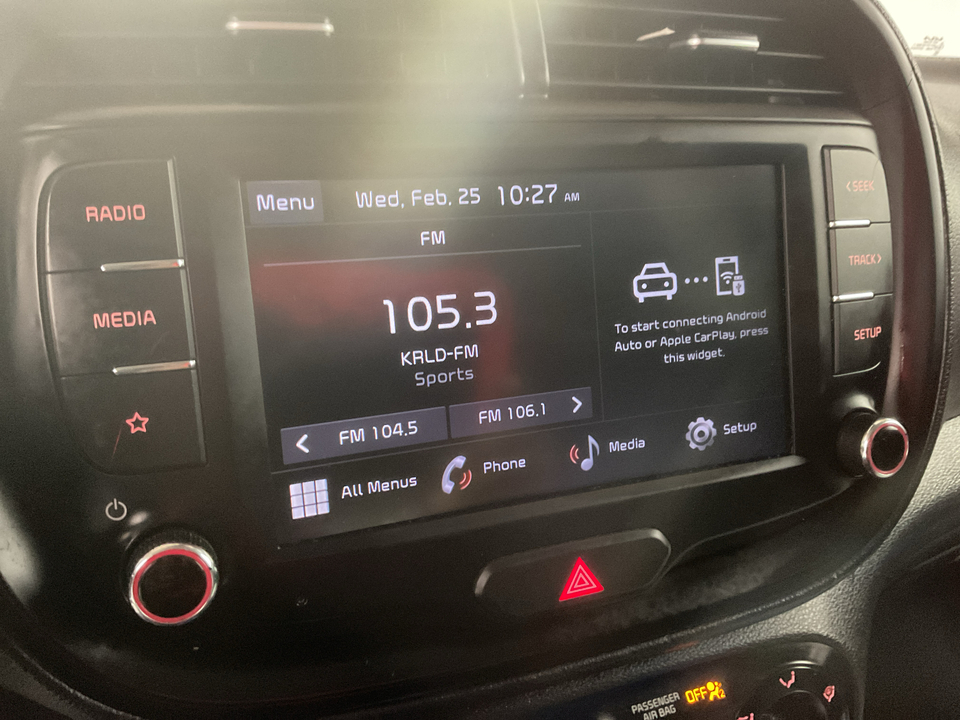 RADIO
MEDIA
Menu
Wed, Feb. 25 10:27 AM
FM
105.3
KRLD-FM
Sports
FM 104.5
FM 106.1
To start connecting Android
Auto or Apple CarPlay, press
this widget.
All Menus
Phone
Media
Setup
< SEEK
TRACK >
SETUP
PASSENGER
AIR BAG
OFF 2